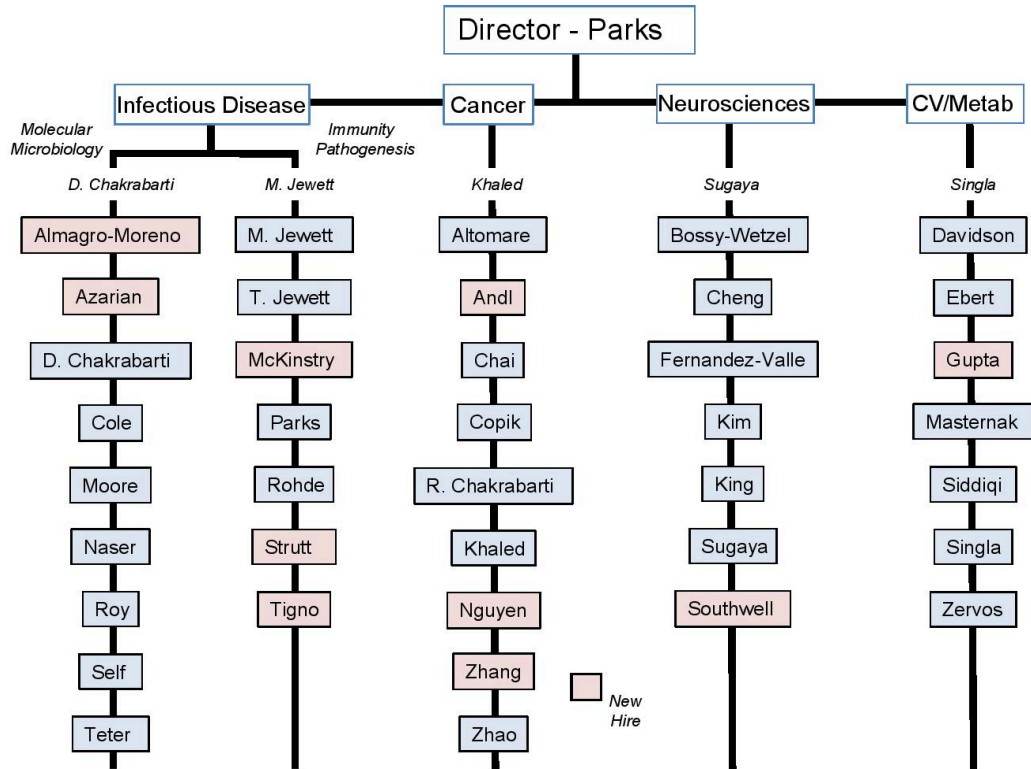 Director - Parks
Infectious Disease
Cancer
Neurosciences
CV/Metab
Molecular
Microbiology
Immunity
Pathogenesis
D. Chakrabarti
M. Jewett
Khaled
Sugaya
Singla
Almagro-Moreno
Azarian
D. Chakrabarti
Cole
Moore
Naser
Roy
Self
Teter
M. Jewett
T. Jewett
McKinstry
Parks
Rohde
Strutt
Tigno
Altomare
Andl
Chai
Copik
R. Chakrabarti
Khaled
Nguyen
Zhang
Zhao
Bossy-Wetzel
Cheng
Fernandez-Valle
Kim
King
Sugaya
Southwell
Davidson
Ebert
Gupta
Masternak
Siddiqi
Singla
Zervos
New
Hire